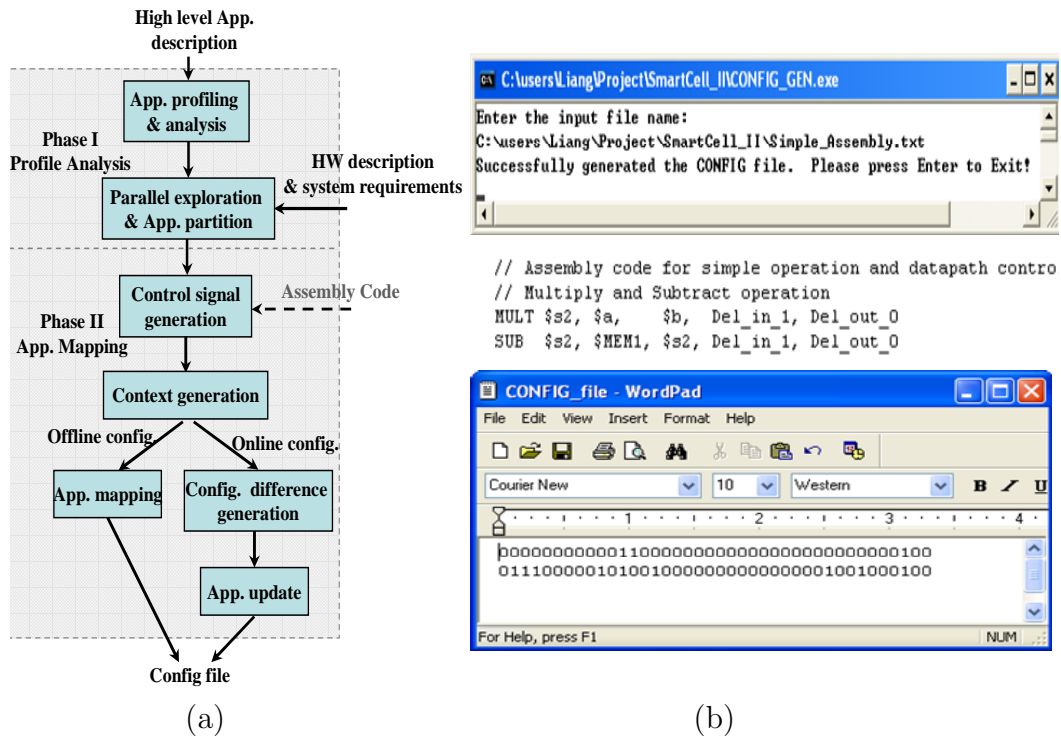 High level App.
description
App. profiling
& analysis
Phase I
Profile Analysis
HW description
& system requirements
Parallel exploration
& App. partition
Control signal
generation
Assembly Code
Phase II
App. Mapping
Context generation
Offline config.
Online config.
App. mapping
Config. difference
generation
App. update
Config file
(a)
C:\users\Liang\Project\SmartCell_II\CONFIG_GEN.exe
Enter the input file name:
C:\users\Liang\Project\SmartCell_II\Simple_Assembly.txt
Successfully generated the CONFIG file. Please press Enter to Exit!
// Assembly code for simple operation and datapath contro
// Multiply and Subtract operation
MULT $s2, $a, $b, Del_in_1, Del_out_0
SUB $s2, $MEM1, $s2, Del_in_1, Del_out_0
CONFIG_file - WordPad
File Edit View Insert Format Help
Courier New 10 Western B I U
1 2 3 4
For Help, press F1 NUM
(b)